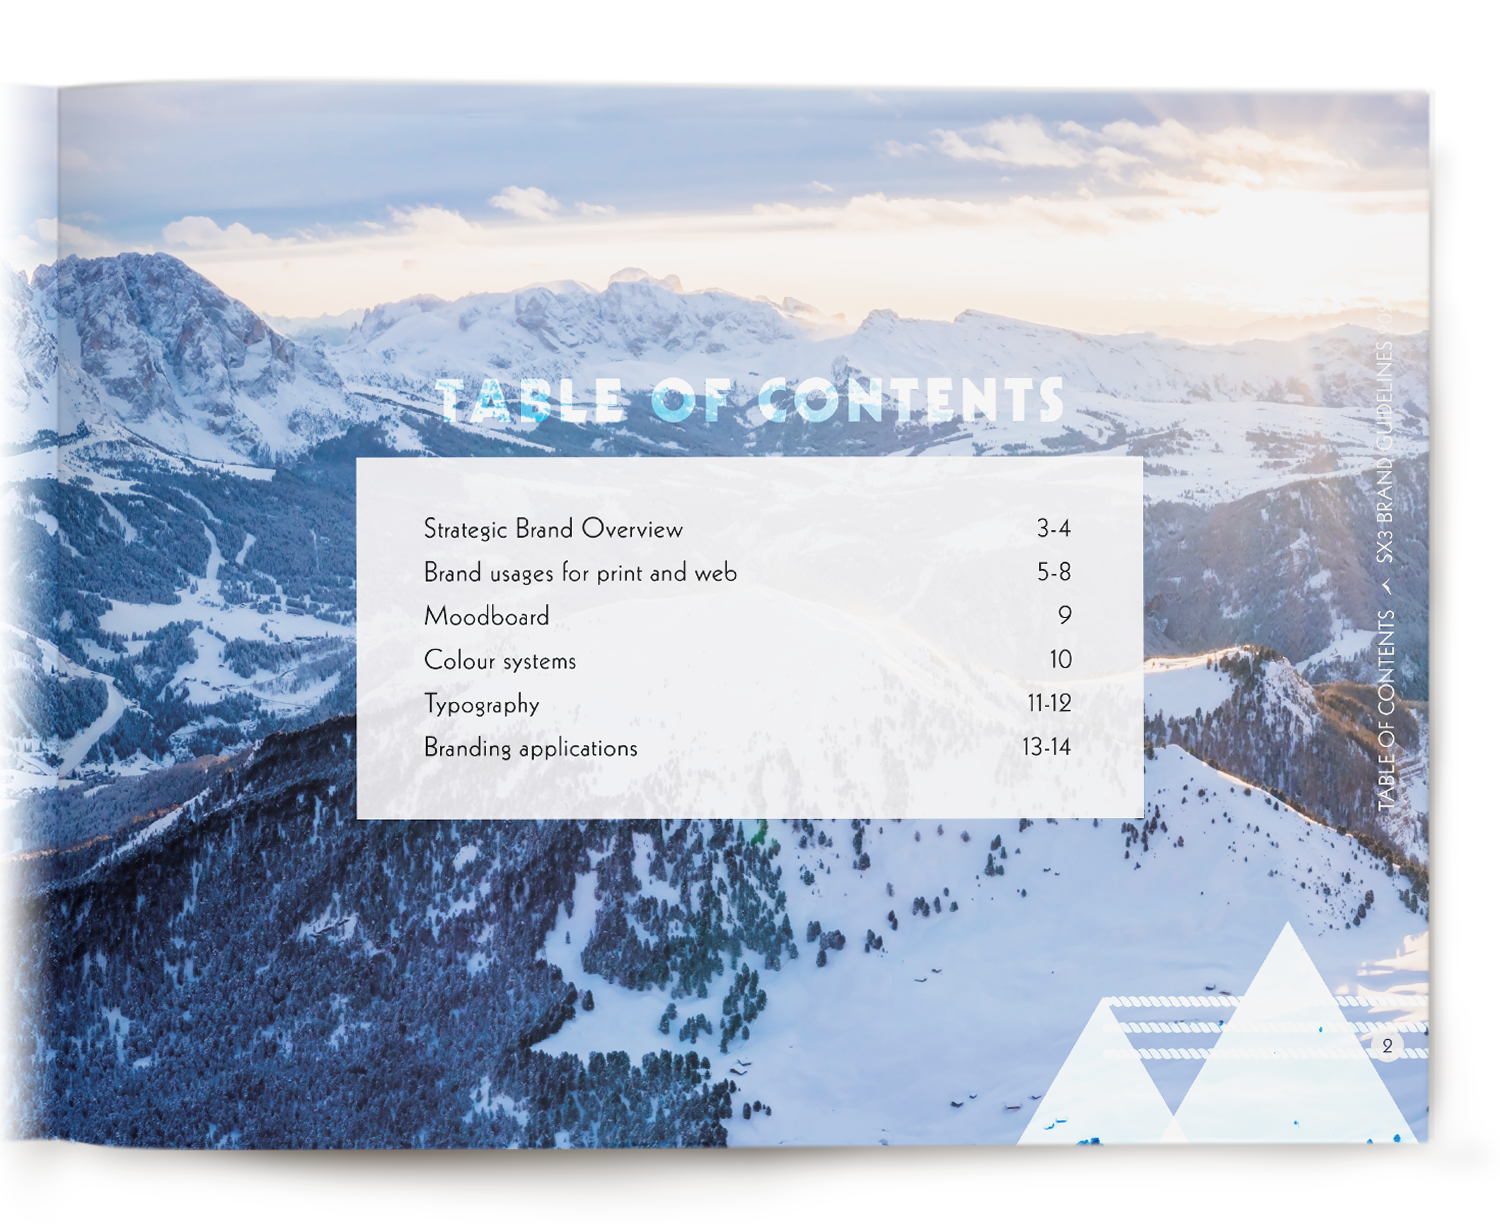 TABLE OF CONTENTS
Strategic Brand Overview 3-4
Brand usages for print and web 5-8
Moodboard 9
Colour systems 10
Typography 11-12
Branding applications 13-14
TABLE OF CONTENTS SX3 BRAND GUIDELINES
2